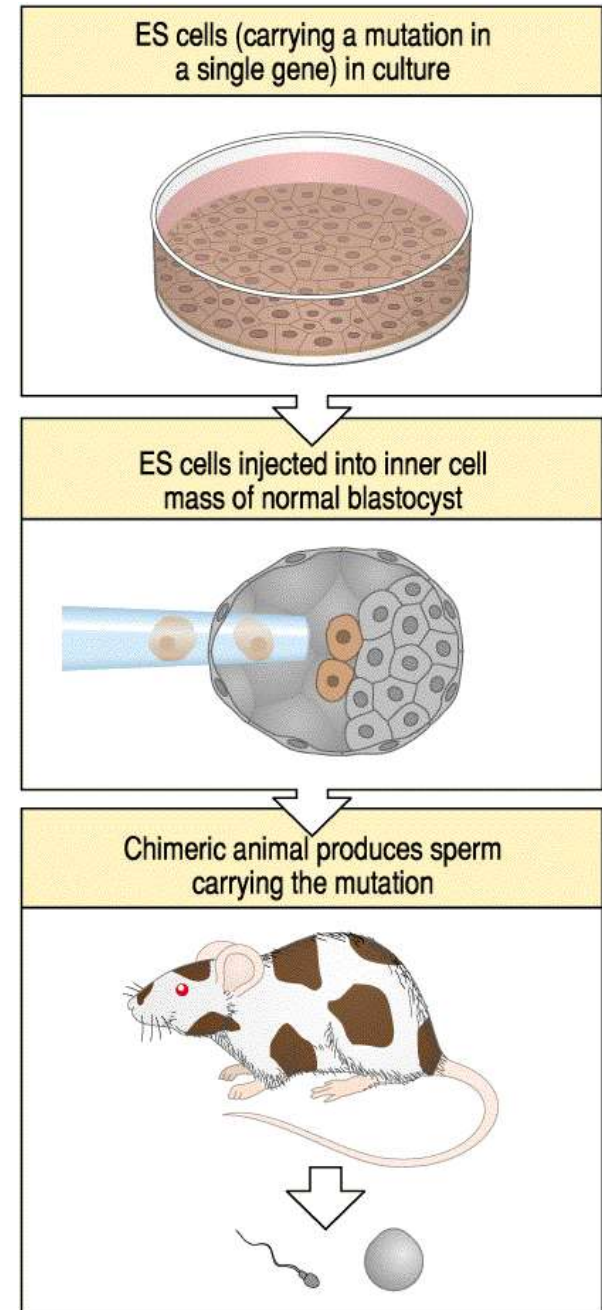 ES cells (carrying a mutation in
a single gene) in culture
ES cells injected into inner cell
mass of normal blastocyst
Chimeric animal produces sperm
carrying the mutation